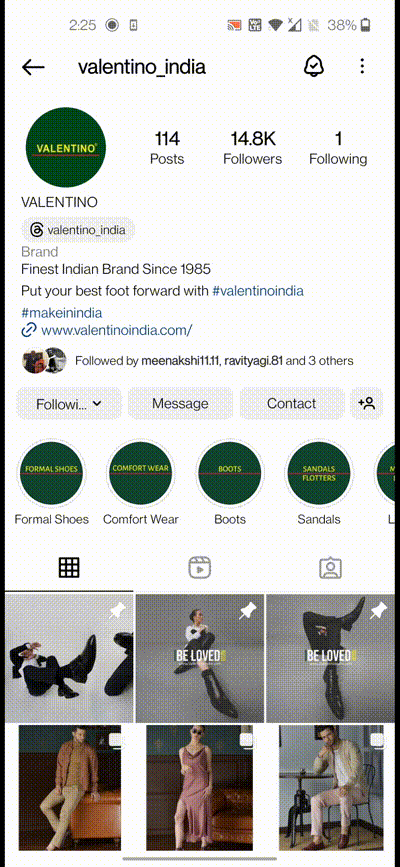 2:25
38%
valentino_india
VALENTINO
114
14.8K
1
Posts
Followers
Following
VALENTINO
valentino_india
Brand
Finest Indian Brand Since 1985
Put your best foot forward with #valentinoindia
#makeinindia
www.valentinoindia.com/
Followed by meenakshi11.11, ravityagi.81 and 3 others
Followi...
Message
Contact
FORMAL SHOES
COMFORT WEAR
BOOTS
SANDALS
FLOTTERS
Formal Shoes
Comfort Wear
Boots
Sandals
BE LOVED
BE LOVED